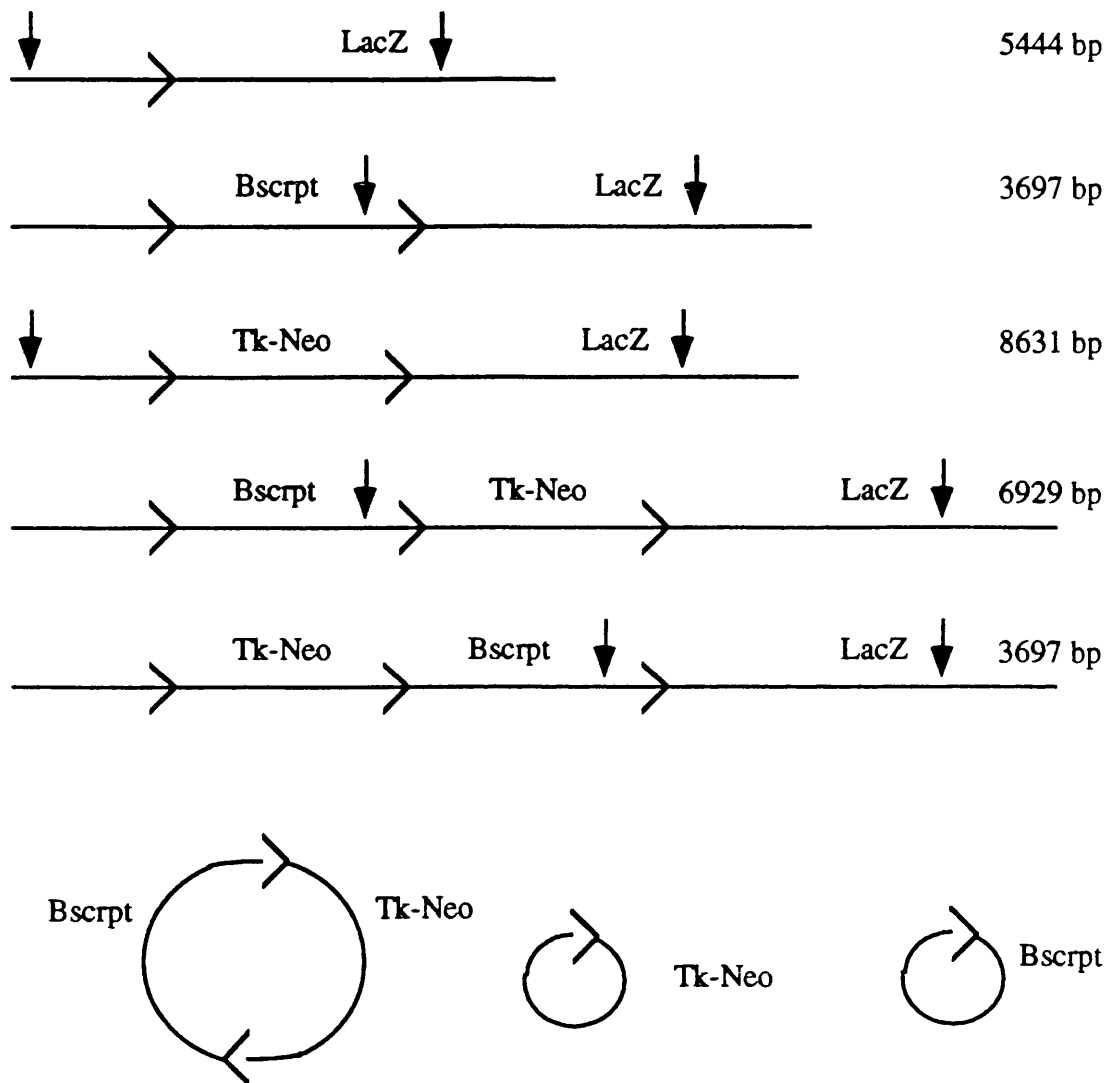 LacZ 5444 bp
Bscrpt LacZ 3697 bp
Tk-Neo LacZ 8631 bp
Bscrpt Tk-Neo LacZ 6929 bp
Tk-Neo Bscrpt LacZ 3697 bp
Bscrpt Tk-Neo Tk-Neo Bscrpt